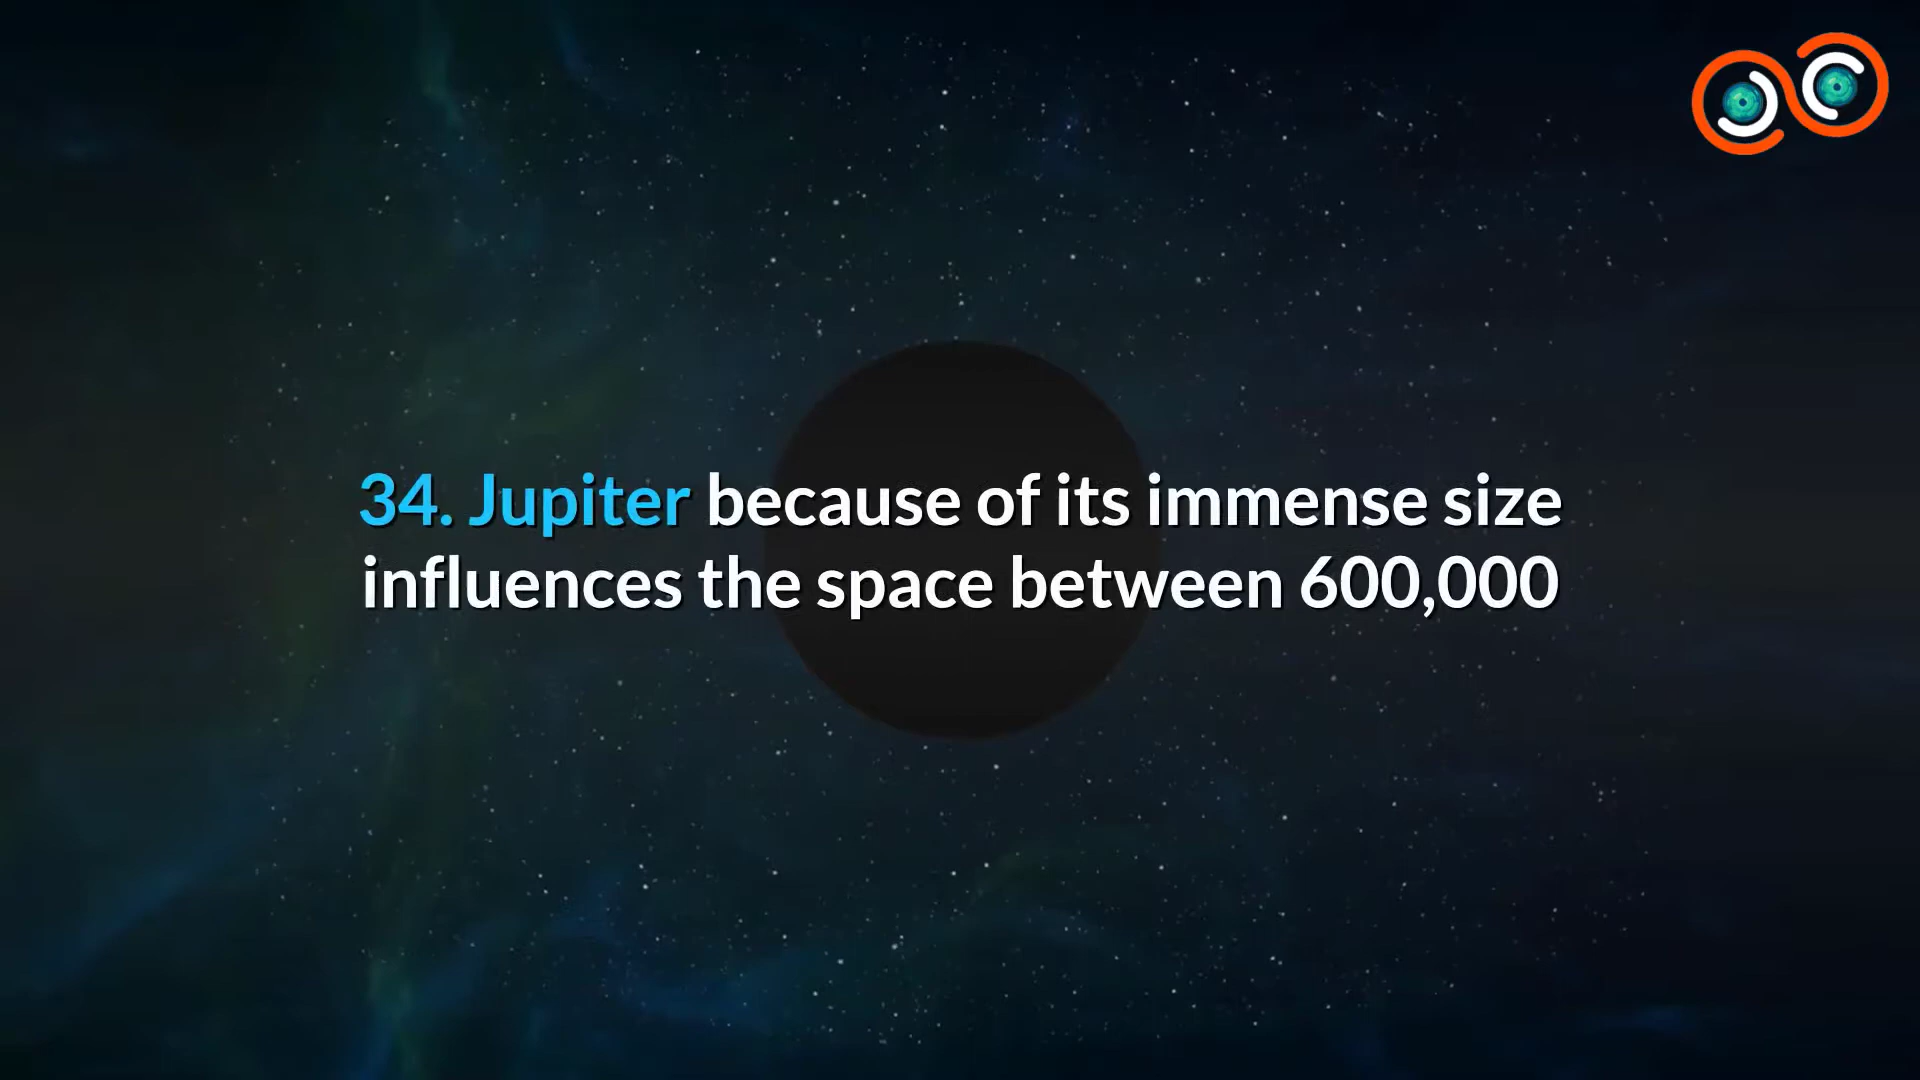 34. Jupiter because of its immense size
influences the space between 600,000